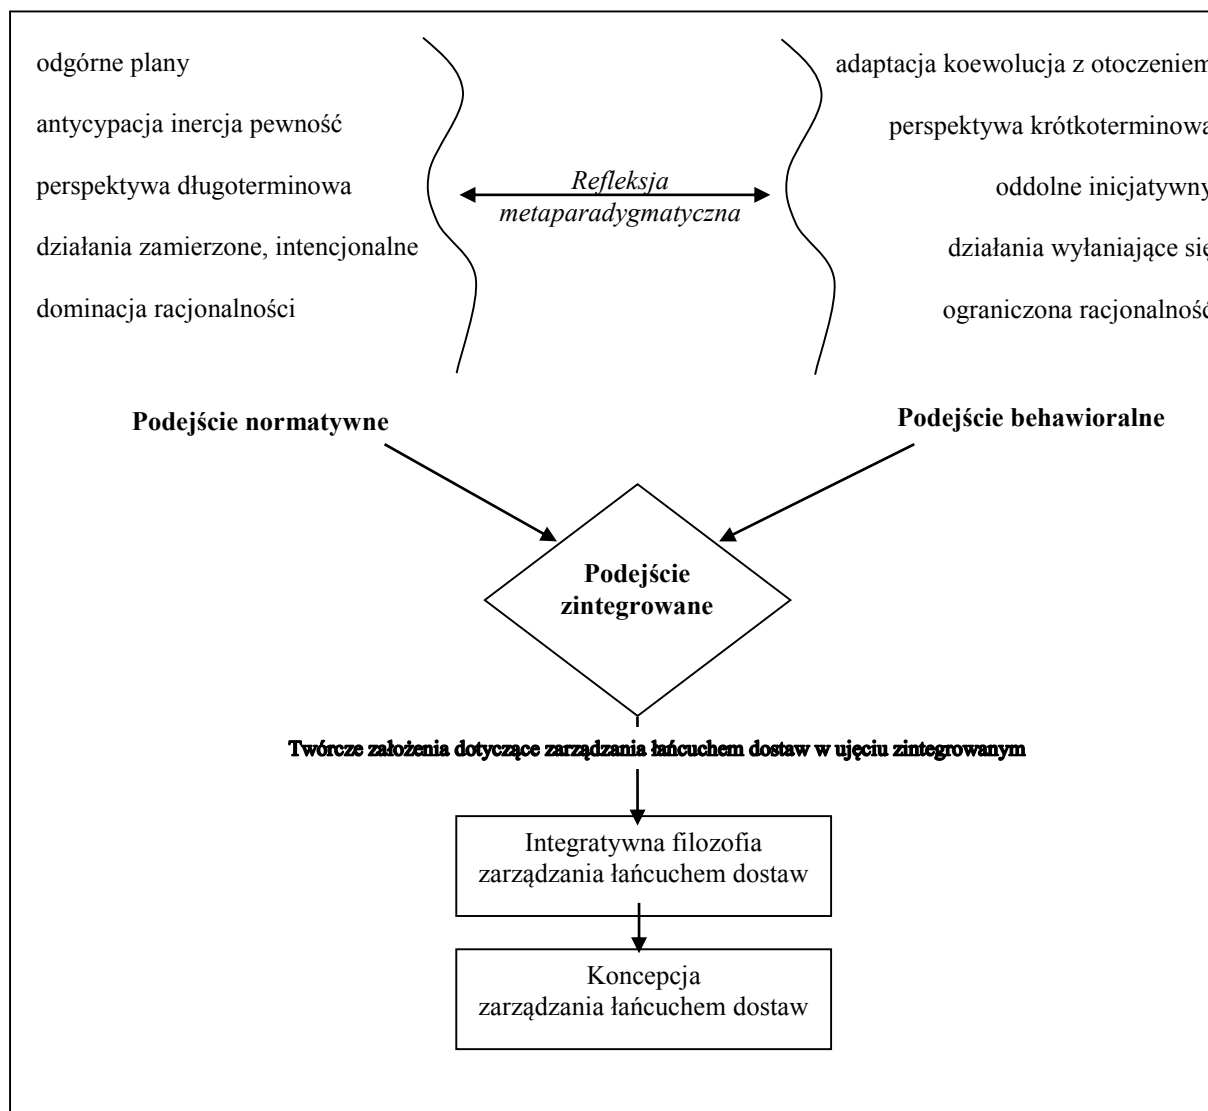 odgórne plany
antycypacja inercja pewność
perspektywa długoterminowa
działania zamierzone, intencjonalne
dominacja racjonalności
Refleksja
metaparadygmatyczna
adaptacja koewolucja z otoczeniem
perspektywa krótkoterminowa
oddolne inicjatywny
działania wyłaniające się
ograniczona racjonalność
Podejście normatywne
Podejście behawioralne
Podejście
zintegrowane
Twórcze założenia dotyczące zarządzania łańcuchem dostaw w ujęciu zintegrowanym
Integratywna filozofia
zarządzania łańcuchem dostaw
Koncepcja
zarządzania łańcuchem dostaw